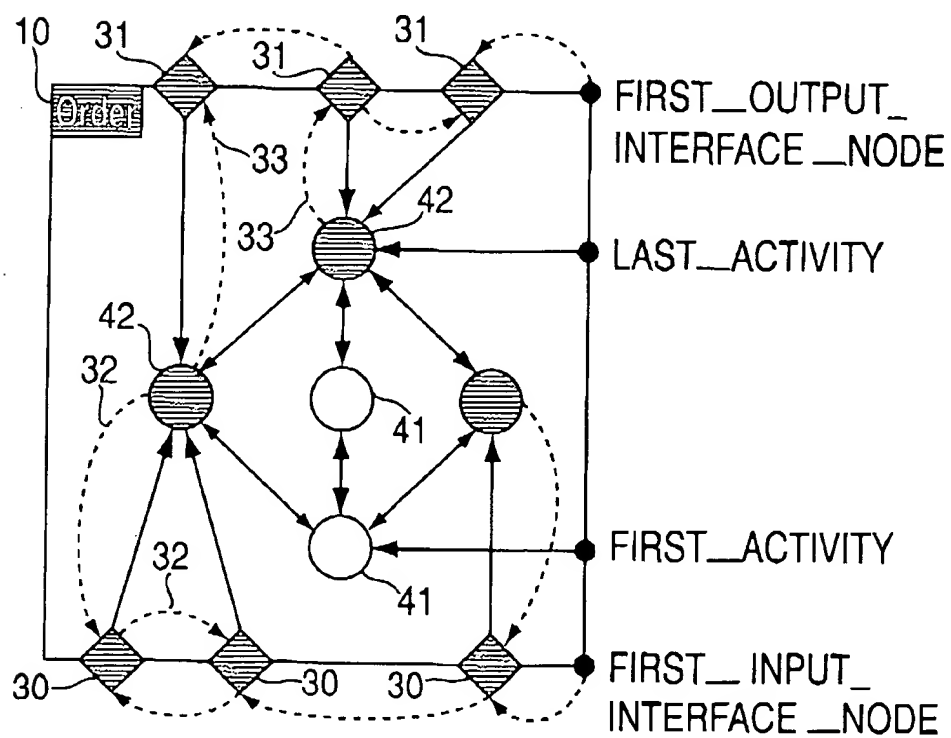 10
31
31
31
Order
FIRST_OUTPUT_
INTERFACE_NODE
33
33
42
LAST_ACTIVITY
42
32
41
FIRST_ACTIVITY
32
41
30
30
30
FIRST_INPUT_
INTERFACE_NODE